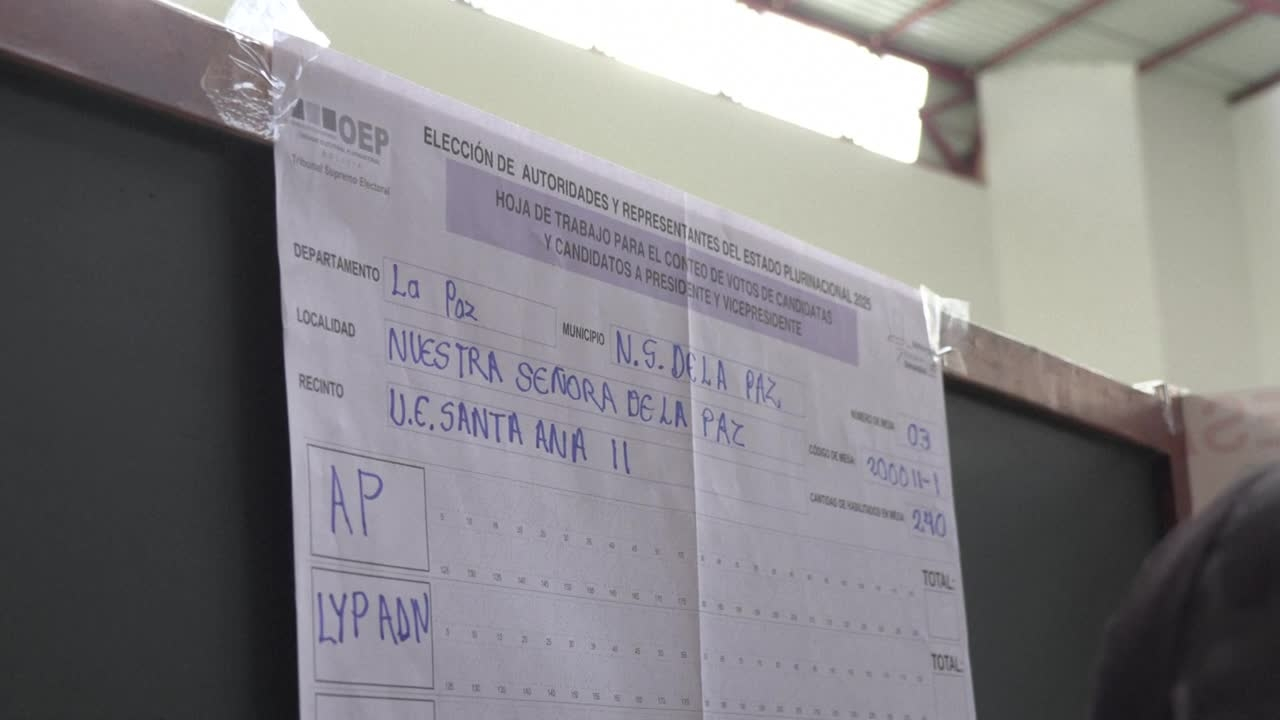 OEP
BOLIVIA
Tribunal Supremo Electoral
ELECCIÓN DE AUTORIDADES Y REPRESENTANTES DEL ESTADO PLURINACIONAL 2025
HOJA DE TRABAJO PARA EL CONTEO DE VOTOS DE CANDIDATAS
Y CANDIDATOS A PRESIDENTE Y VICEPRESIDENTE
DEPARTAMENTO La Paz
MUNICIPIO N.S. DE LA PAZ
LOCALIDAD NUESTRA SEÑORA DE LA PAZ
RECINTO U.E. SANTA ANA II
NÚMERO DE MESA 03
CÓDIGO DE MESA 200011-1
CANTIDAD DE HABILITADOS EN MESA 240
AP
TOTAL:
LYP ADN
TOTAL: